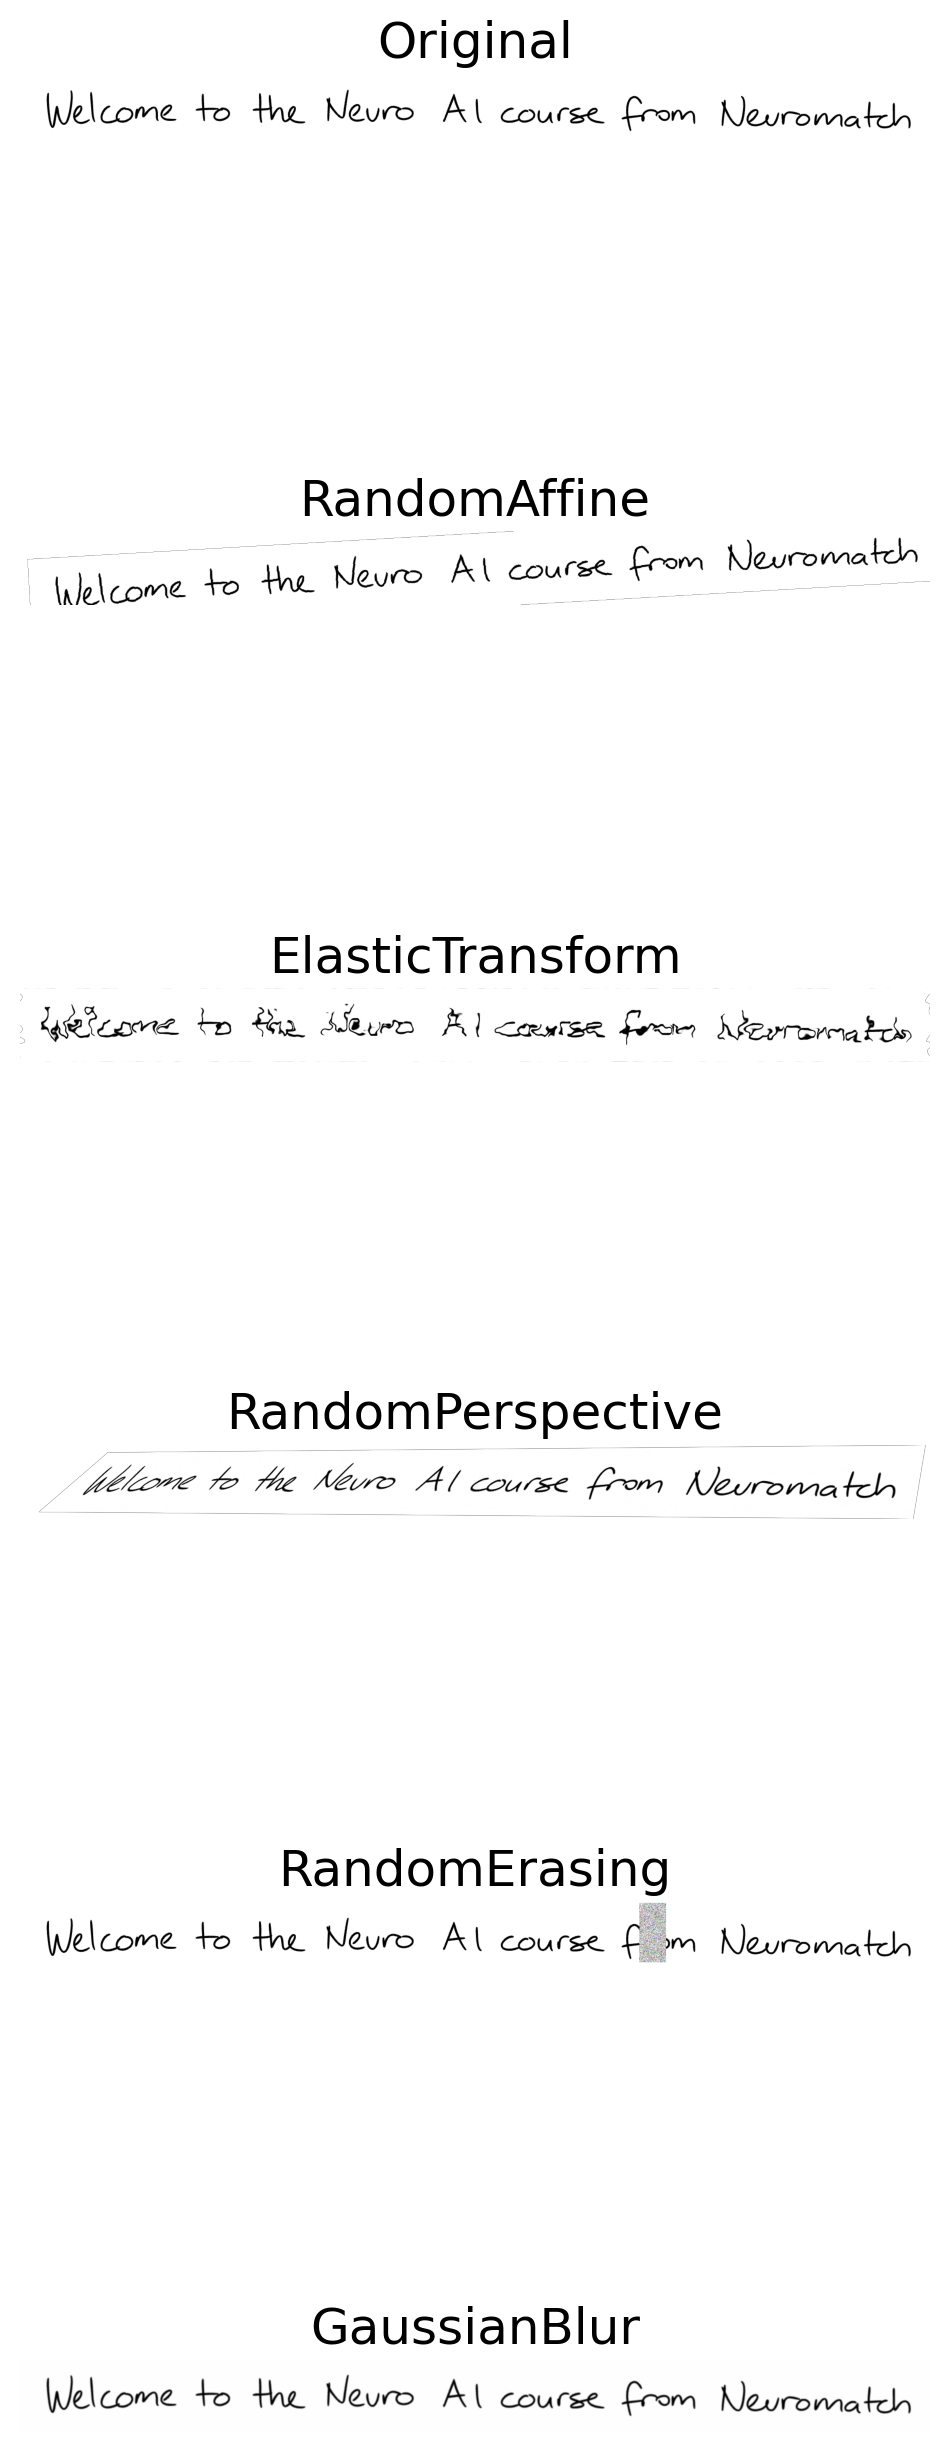 Original
Welcome to the Neuro AI course from Neuromatch
RandomAffine
Welcome to the Neuro AI course from Neuromatch
ElasticTransform
Welcome to the Neuro AI course from Neuromatch
RandomPerspective
Welcome to the Neuro AI course from Neuromatch
RandomErasing
Welcome to the Neuro AI course f om Neuromatch
GaussianBlur
Welcome to the Neuro AI course from Neuromatch